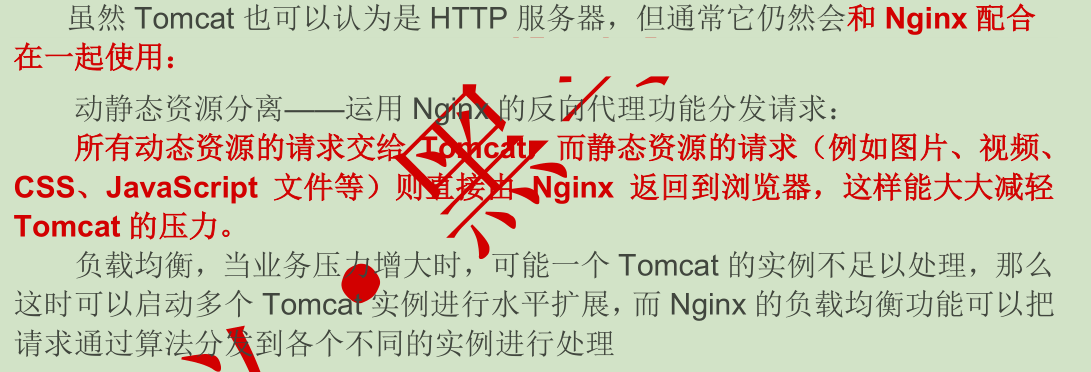 虽然 Tomcat 也可以认为是 HTTP 服务器，但通常它仍然会和 Nginx 配合
在一起使用：
动静态资源分离——运用 Nginx 的反向代理功能分发请求：
所有动态资源的请求交给 Tomcat，而静态资源的请求（例如图片、视频、
CSS、JavaScript 文件等）则直接由 Nginx 返回到浏览器，这样能大大减轻
Tomcat 的压力。
负载均衡，当业务压力增大时，可能一个 Tomcat 的实例不足以处理，那么
这时可以启动多个 Tomcat 实例进行水平扩展，而 Nginx 的负载均衡功能可以把
请求通过算法分发到各个不同的实例进行处理